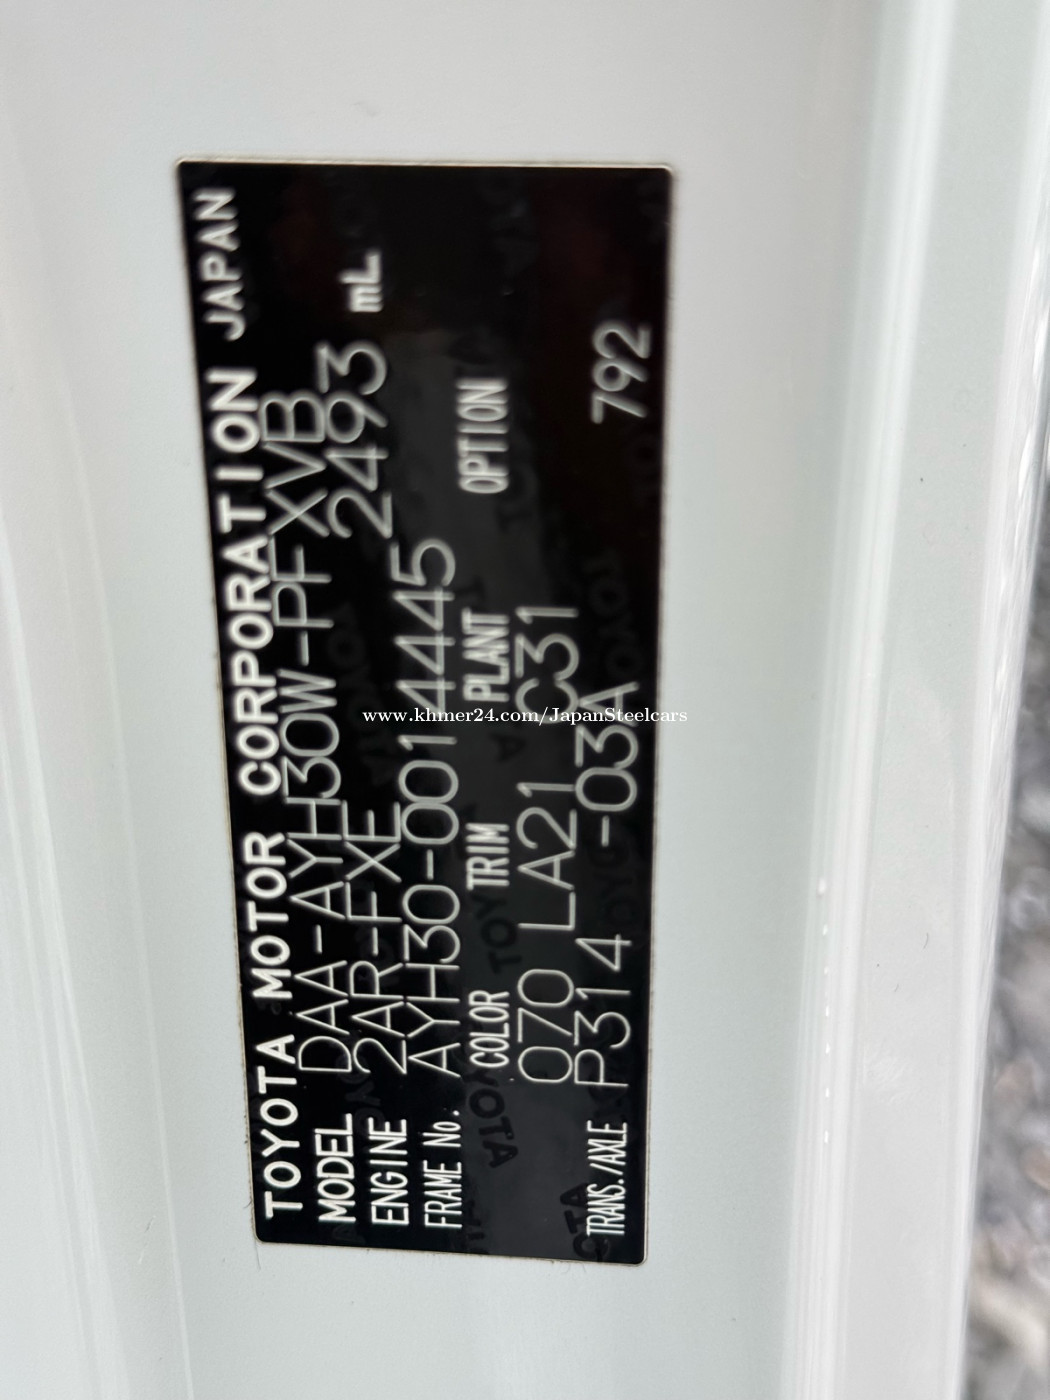 TOYOTA MOTOR CORPORATION JAPAN
MODEL DAA-AYH30W-PFXVB
ENGINE 2AR-FXE 2493 mL
FRAME No. AYH30-0014445
COLOR TRIM PLANT OPTION
070 LA21 C31
TRANS./AXLE P314 -03A 792
www.khmer24.com/JapanSteelcars